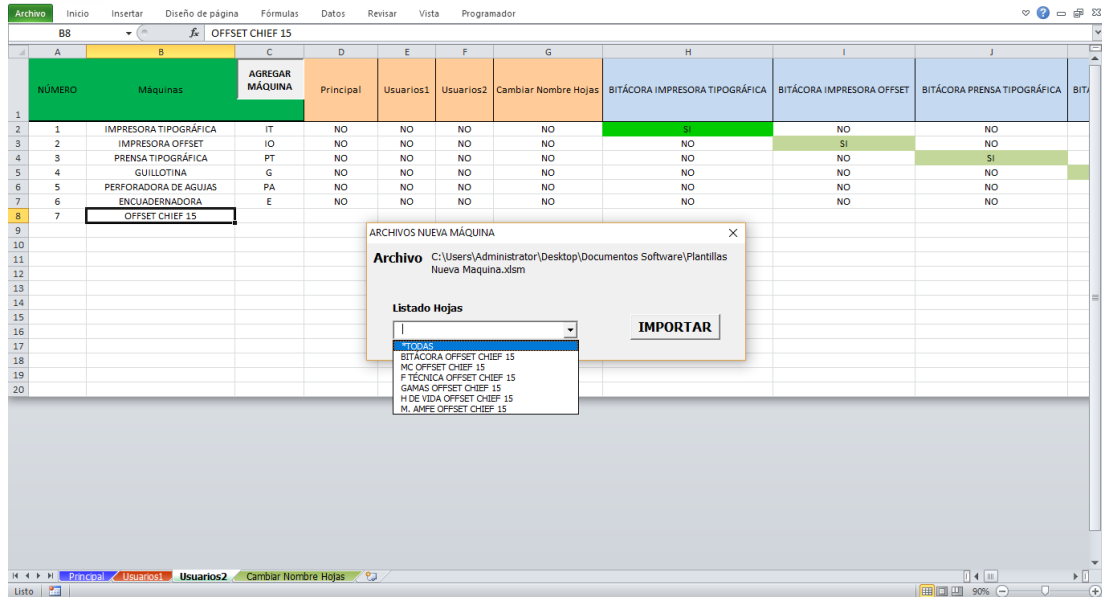 Archivo Inicio Insertar Diseño de página Fórmulas Datos Revisar Vista Programador
B8 fx OFFSET CHIEF 15
A B C D E F G H I J
1 NÚMERO Máquinas AGREGAR MÁQUINA Principal Usuarios1 Usuarios2 Cambiar Nombre Hojas BITÁCORA IMPRESORA TIPOGRÁFICA BITÁCORA IMPRESORA OFFSET BITÁCORA PRENSA TIPOGRÁFICA
2 1 IMPRESORA TIPOGRÁFICA IT NO NO NO NO SI NO NO
3 2 IMPRESORA OFFSET IO NO NO NO NO NO SI NO
4 3 PRENSA TIPOGRÁFICA PT NO NO NO NO NO NO SI
5 4 GUILLOTINA G NO NO NO NO NO NO NO
6 5 PERFORADORA DE AGUJAS PA NO NO NO NO NO NO NO
7 6 ENCUADERNADORA E NO NO NO NO NO NO NO
8 7 OFFSET CHIEF 15
9
10
11
12
13
14
15
16
17
18
19
20
ARCHIVOS NUEVA MÁQUINA
Archivo C:\Users\Administrator\Desktop\Documentos Software\Plantillas
Nueva Maquina.xlsm
Listado Hojas
IMPORTAR
*TODAS
BITÁCORA OFFSET CHIEF 15
MC OFFSET CHIEF 15
F TÉCNICA OFFSET CHIEF 15
GAMAS OFFSET CHIEF 15
H DE VIDA OFFSET CHIEF 15
M. AMFE OFFSET CHIEF 15
Principal Usuarios1 Usuarios2 Cambiar Nombre Hojas
Listo 90%